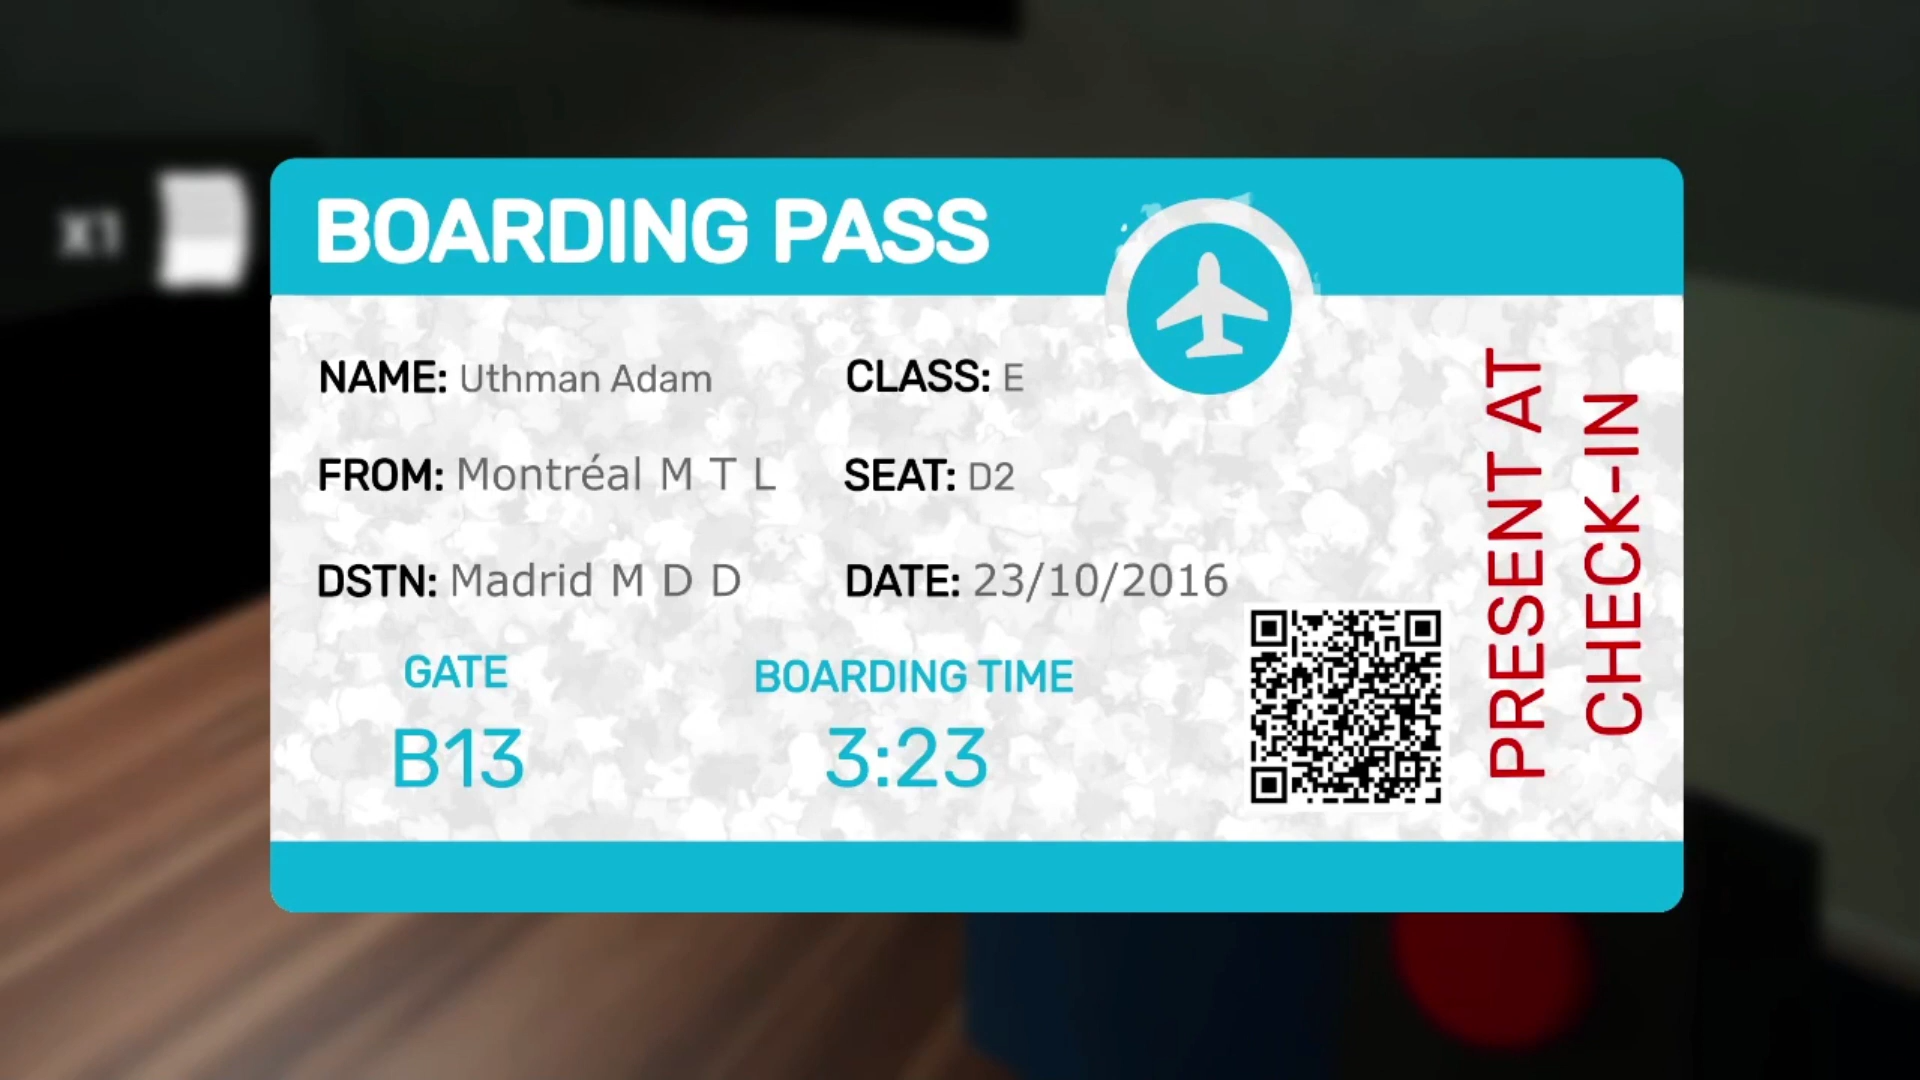 X1
BOARDING PASS
NAME: Uthman Adam
CLASS: E
FROM: Montréal M T L
SEAT: D2
DSTN: Madrid M D D
DATE: 23/10/2016
GATE
B13
BOARDING TIME
3:23
PRESENT AT
CHECK-IN